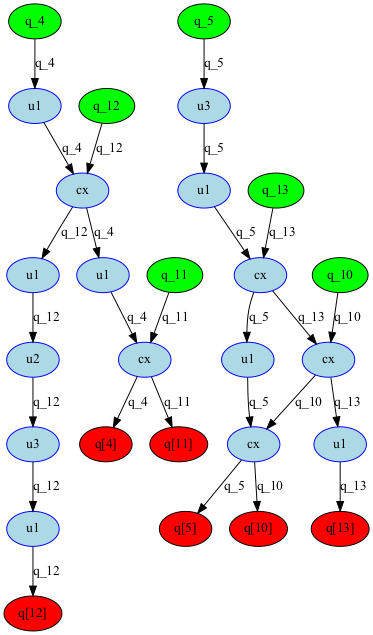 q_4 q_5
q_4 q_5
u1 q_12 u3
q_4 q_12 q_5
cx u1 q_13
q_12 q_4 q_5 q_13
u1 u1 q_11 cx q_10
q_12 q_4 q_11 q_5 q_13 q_10
u2 cx u1 cx
q_12 q_4 q_11 q_5 q_10 q_13
u3 q[4] q[11] cx u1
q_12 q_5 q_10 q_13
u1 q[5] q[10] q[13]
q_12
q[12]